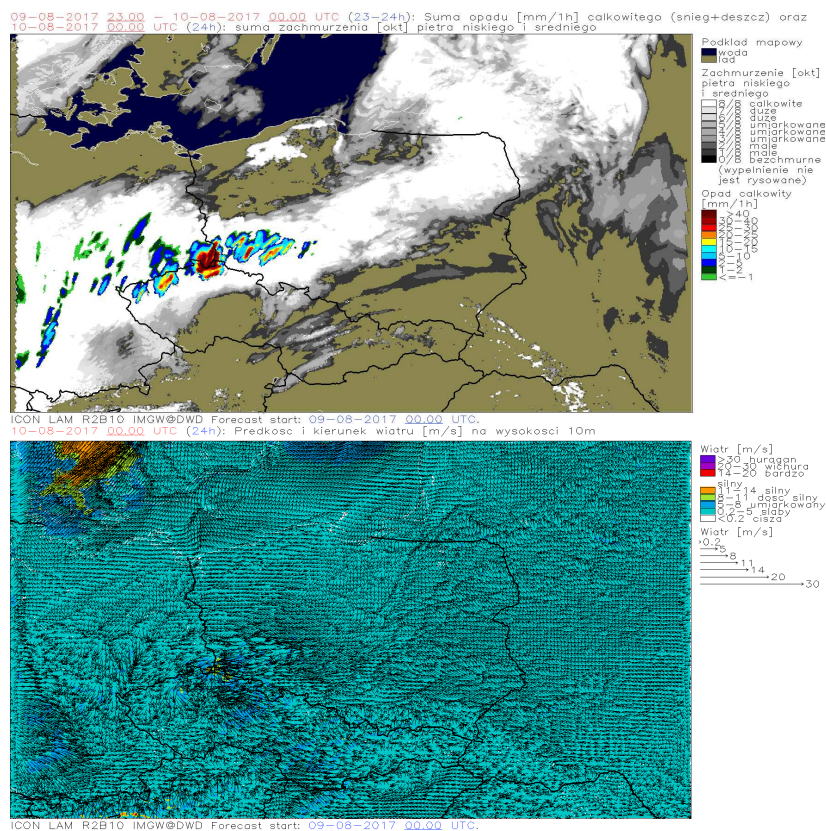 09-08-2017 23.00 - 10-08-2017 00.00 UTC (23-24h): Suma opadu [mm/1h] calkowitego (snieg+deszcz) oraz
10-08-2017 00.00 UTC (24h): suma zachmurzenia [okt] pietra niskiego i sredniego
Podklad mapowy
woda
lad
Zachmurzenie [okt]
pietra niskiego
i sredniego
8/8 calkowite
7/8 duze
6/8 duze
5/8 umiarkowane
4/8 umiarkowane
3/8 umiarkowane
2/8 male
1/8 male
0/8 bezchmurne
(wypelnienie nie
jest rysowane)
Opad calkowity
[mm/1h]
>40
30-40
25-30
20-25
15-20
10-15
5-10
2-5
1-2
<=-1
ICON LAM R2B10 IMGW@DWD Forecast start: 09-08-2017 00.00 UTC.
10-08-2017 00.00 UTC (24h): Predkosc i kierunek wiatru [m/s] na wysokosci 10m
Wiatr [m/s]
>30 huragan
20-30 wichura
14-20 bardzo
silny
11-14 silny
8-11 dosc silny
5-8 umiarkowany
0.2-5 slaby
<0.2 cisza
Wiatr [m/s]
0.2
5
8
11
14
20
30
ICON LAM R2B10 IMGW@DWD Forecast start: 09-08-2017 00.00 UTC.